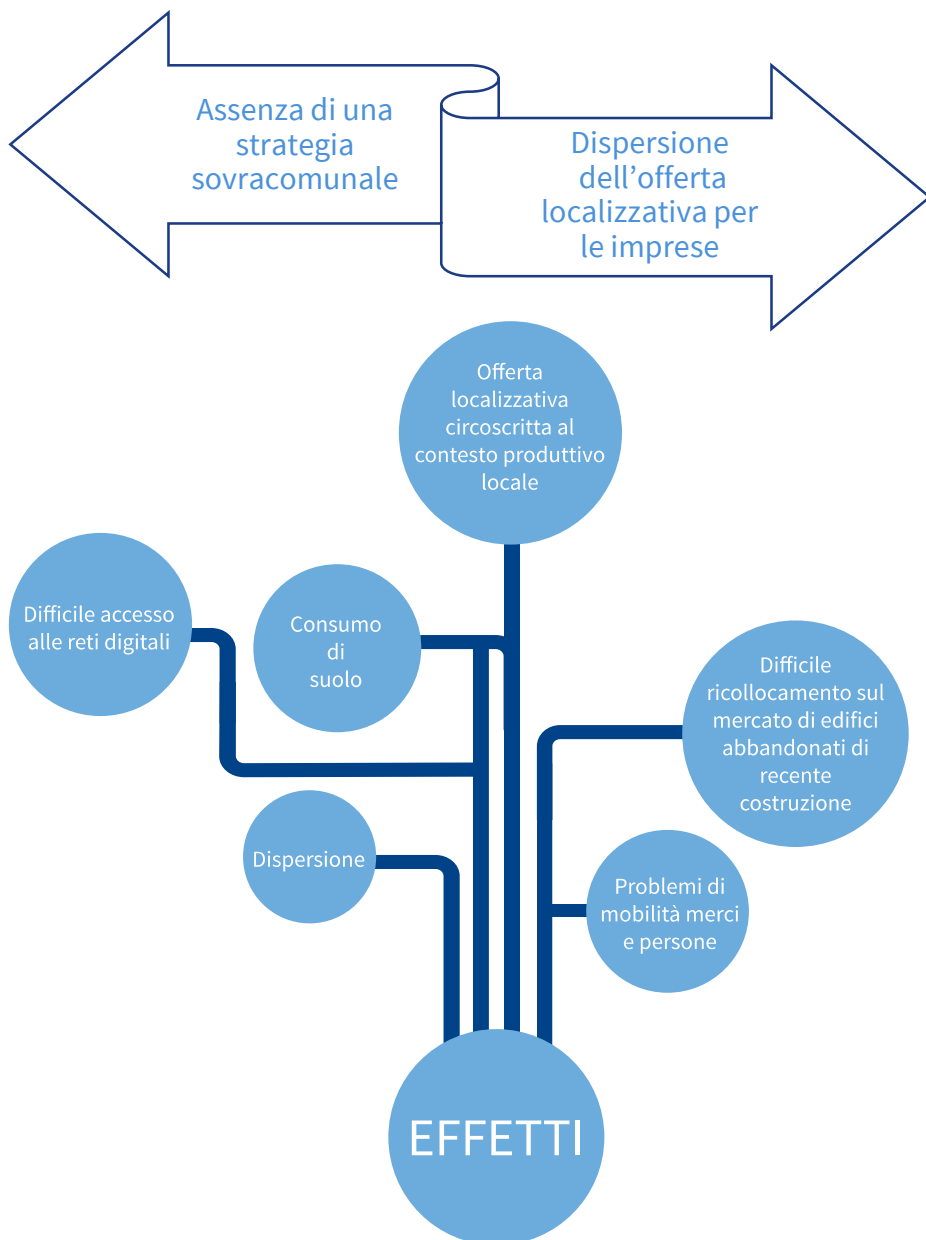 Assenza di una
strategia
sovracomunale
Dispersione
dell’offerta
localizzativa per
le imprese
Offerta
localizzativa
circoscritta al
contesto produttivo
locale
Difficile accesso
alle reti digitali
Consumo
di
suolo
Difficile
ricollocamento sul
mercato di edifici
abbandonati di
recente
costruzione
Dispersione
Problemi di
mobilità merci
e persone
EFFETTI